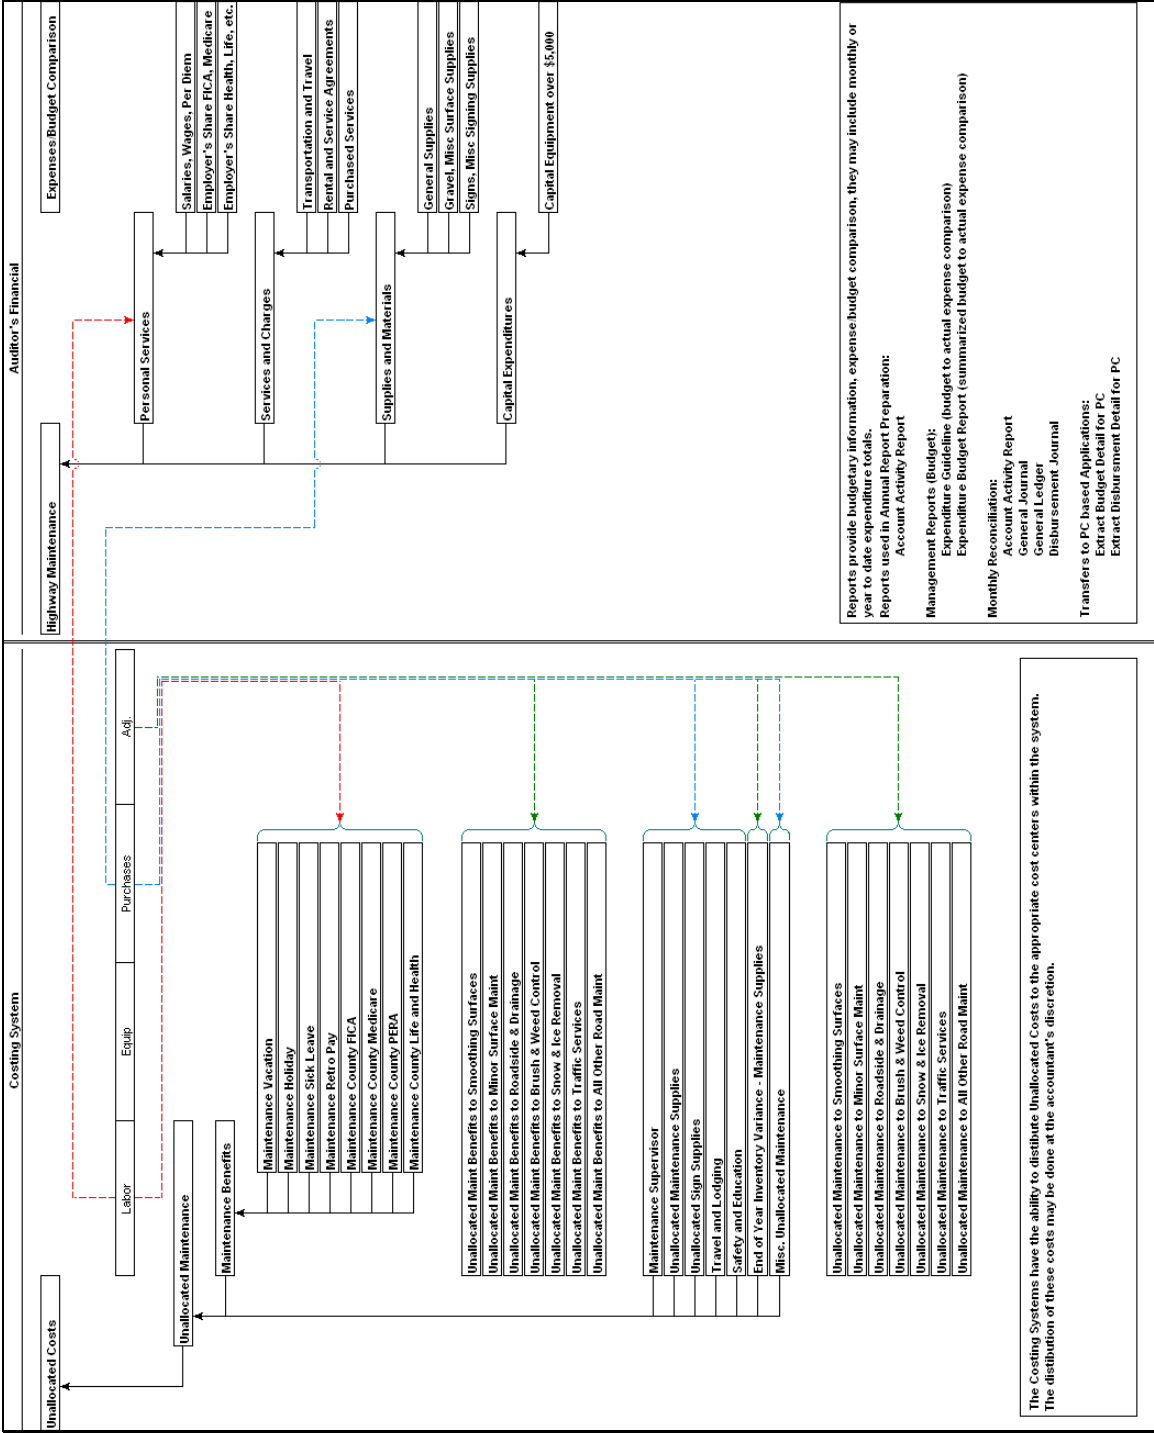 Costing System
Unallocated Costs
Labor
Equip
Purchases
Adj.
Unallocated Maintenance
Maintenance Benefits
Maintenance Vacation
Maintenance Holiday
Maintenance Sick Leave
Maintenance Retro Pay
Maintenance County FICA
Maintenance County Medicare
Maintenance County PERA
Maintenance County Life and Health
Unallocated Maint Benefits to Smoothing Surfaces
Unallocated Maint Benefits to Minor Surface Maint
Unallocated Maint Benefits to Roadside & Drainage
Unallocated Maint Benefits to Brush & Weed Control
Unallocated Maint Benefits to Snow & Ice Removal
Unallocated Maint Benefits to Traffic Services
Unallocated Maint Benefits to All Other Road Maint
Maintenance Supervisor
Unallocated Maintenance Supplies
Unallocated Sign Supplies
Travel and Lodging
Safety and Education
End of Year Inventory Variance - Maintenance Supplies
Misc. Unallocated Maintenance
Unallocated Maintenance to Smoothing Surfaces
Unallocated Maintenance to Minor Surface Maint
Unallocated Maintenance to Roadside & Drainage
Unallocated Maintenance to Brush & Weed Control
Unallocated Maintenance to Snow & Ice Removal
Unallocated Maintenance to Traffic Services
Unallocated Maintenance to All Other Road Maint
The Costing Systems have the ability to distibute Unallocated Costs to the appropriate cost centers within the system.
The distibution of these costs may be done at the accountant's discretion.
Auditor's Financial
Highway Maintenance
Expenses/Budget Comparison
Personal Services
Salaries, Wages, Per Diem
Employer's Share FICA, Medicare
Employer's Share Health, Life, etc.
Services and Charges
Transportation and Travel
Rental and Service Agreements
Purchased Services
Supplies and Materials
General Supplies
Gravel, Misc Surface Supplies
Signs, Misc Signing Supplies
Capital Expenditures
Capital Equipment over $5,000
Reports provide budgetary information, expense/budget comparison, they may include monthly or
year to date expenditure totals.
Reports used in Annual Report Preparation:
Account Activity Report
Management Reports (Budget):
Expenditure Guideline (budget to actual expense comparison)
Expenditure Budget Report (summarized budget to actual expense comparison)
Monthly Reconciliation:
Account Activity Report
General Journal
General Ledger
Disbursement Journal
Transfers to PC based Applications:
Extract Budget Detail for PC
Extract Disbursment Detail for PC